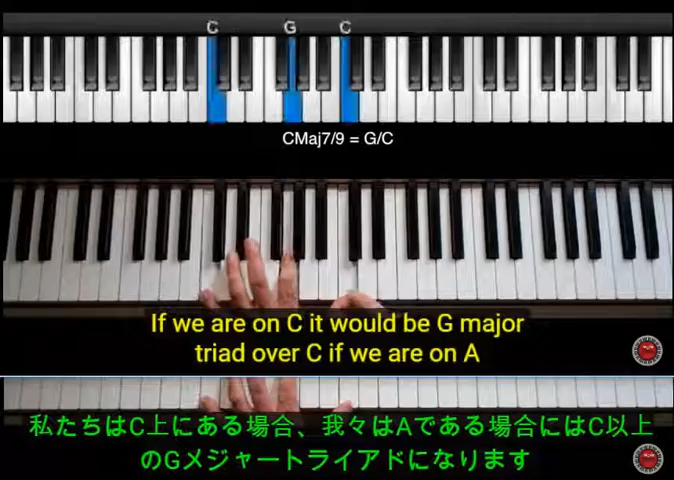 C G C
CMaj7/9 = G/C
If we are on C it would be G major
triad over C if we are on A
私たちはC上にある場合、我々はAである場合にはC以上
のGメジャートライアドになります